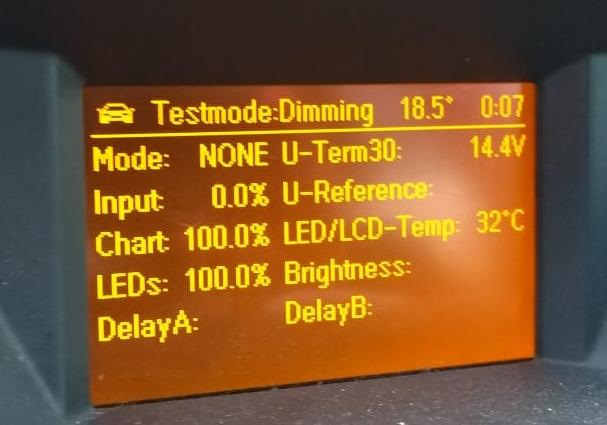 Testmode:Dimming 18.5° 0:07
Mode: NONE U-Term30: 14.4V
Input: 0.0% U-Reference:
Chart: 100.0% LED/LCD-Temp: 32°C
LEDs: 100.0% Brightness:
DelayA: DelayB: